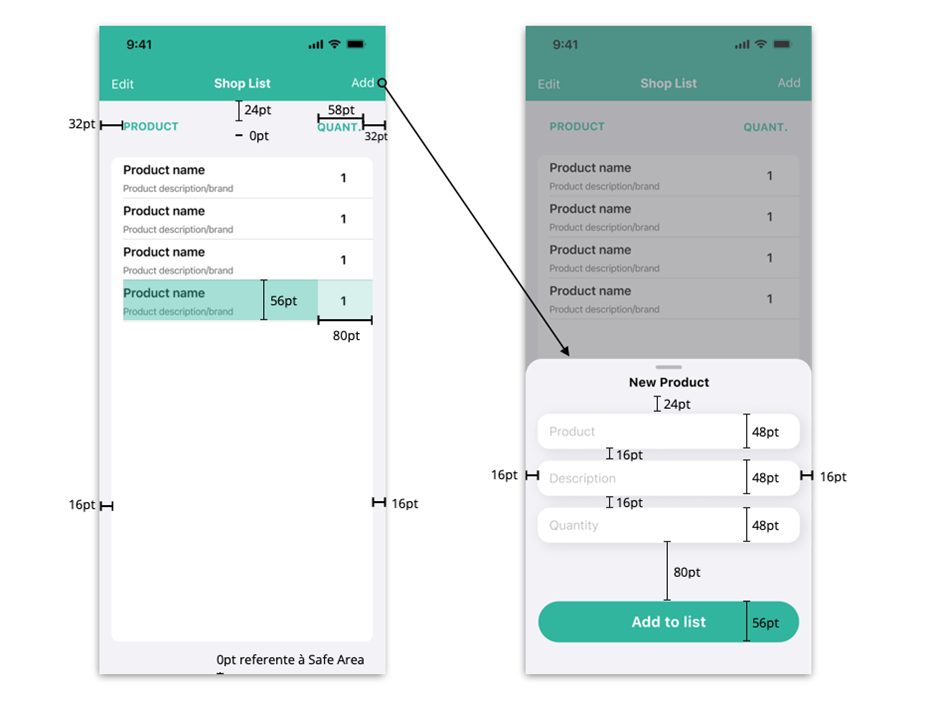 9:41
Edit
Shop List
Add
24pt
58pt
32pt
PRODUCT
0pt
QUANT.
32pt
Product name
Product description/brand
1
Product name
Product description/brand
1
Product name
Product description/brand
1
Product name
Product description/brand
56pt
1
80pt
16pt
16pt
0pt referente à Safe Area
9:41
Edit
Shop List
Add
PRODUCT
QUANT.
Product name
Product description/brand
1
Product name
Product description/brand
1
Product name
Product description/brand
1
Product name
Product description/brand
1
New Product
24pt
Product
48pt
16pt
16pt
Description
48pt
16pt
16pt
Quantity
48pt
80pt
Add to list
56pt